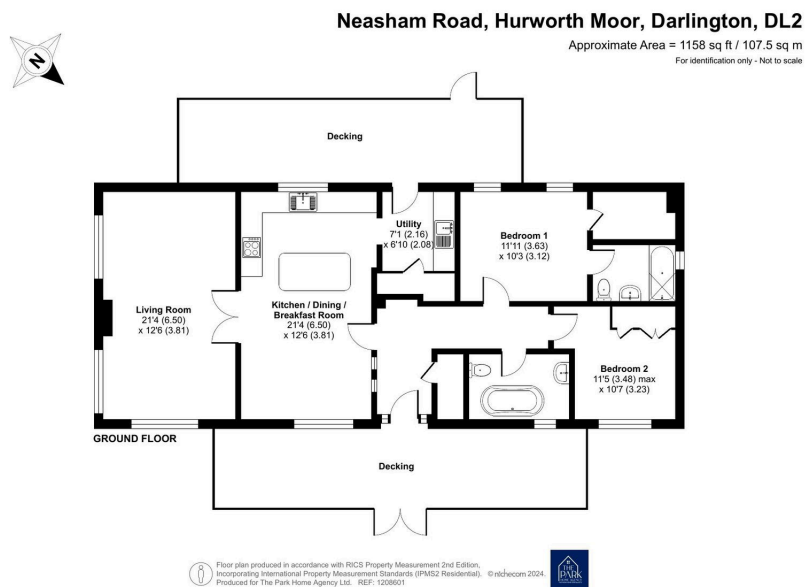 Neasham Road, Hurworth Moor, Darlington, DL2
Approximate Area = 1158 sq ft / 107.5 sq m
For identification only - Not to scale
N
Decking
Utility
7'1 (2.16)
x 6'10 (2.08)
Bedroom 1
11'11 (3.63)
x 10'3 (3.12)
Living Room
21'4 (6.50)
x 12'6 (3.81)
Kitchen / Dining /
Breakfast Room
21'4 (6.50)
x 12'6 (3.81)
Bedroom 2
11'5 (3.48) max
x 10'7 (3.23)
GROUND FLOOR
Decking
Floor plan produced in accordance with RICS Property Measurement 2nd Edition,
Incorporating International Property Measurement Standards (IPMS2 Residential). © nichecom 2024.
Produced for The Park Home Agency Ltd. REF: 1208601
THE
PARK
HOME AGENCY